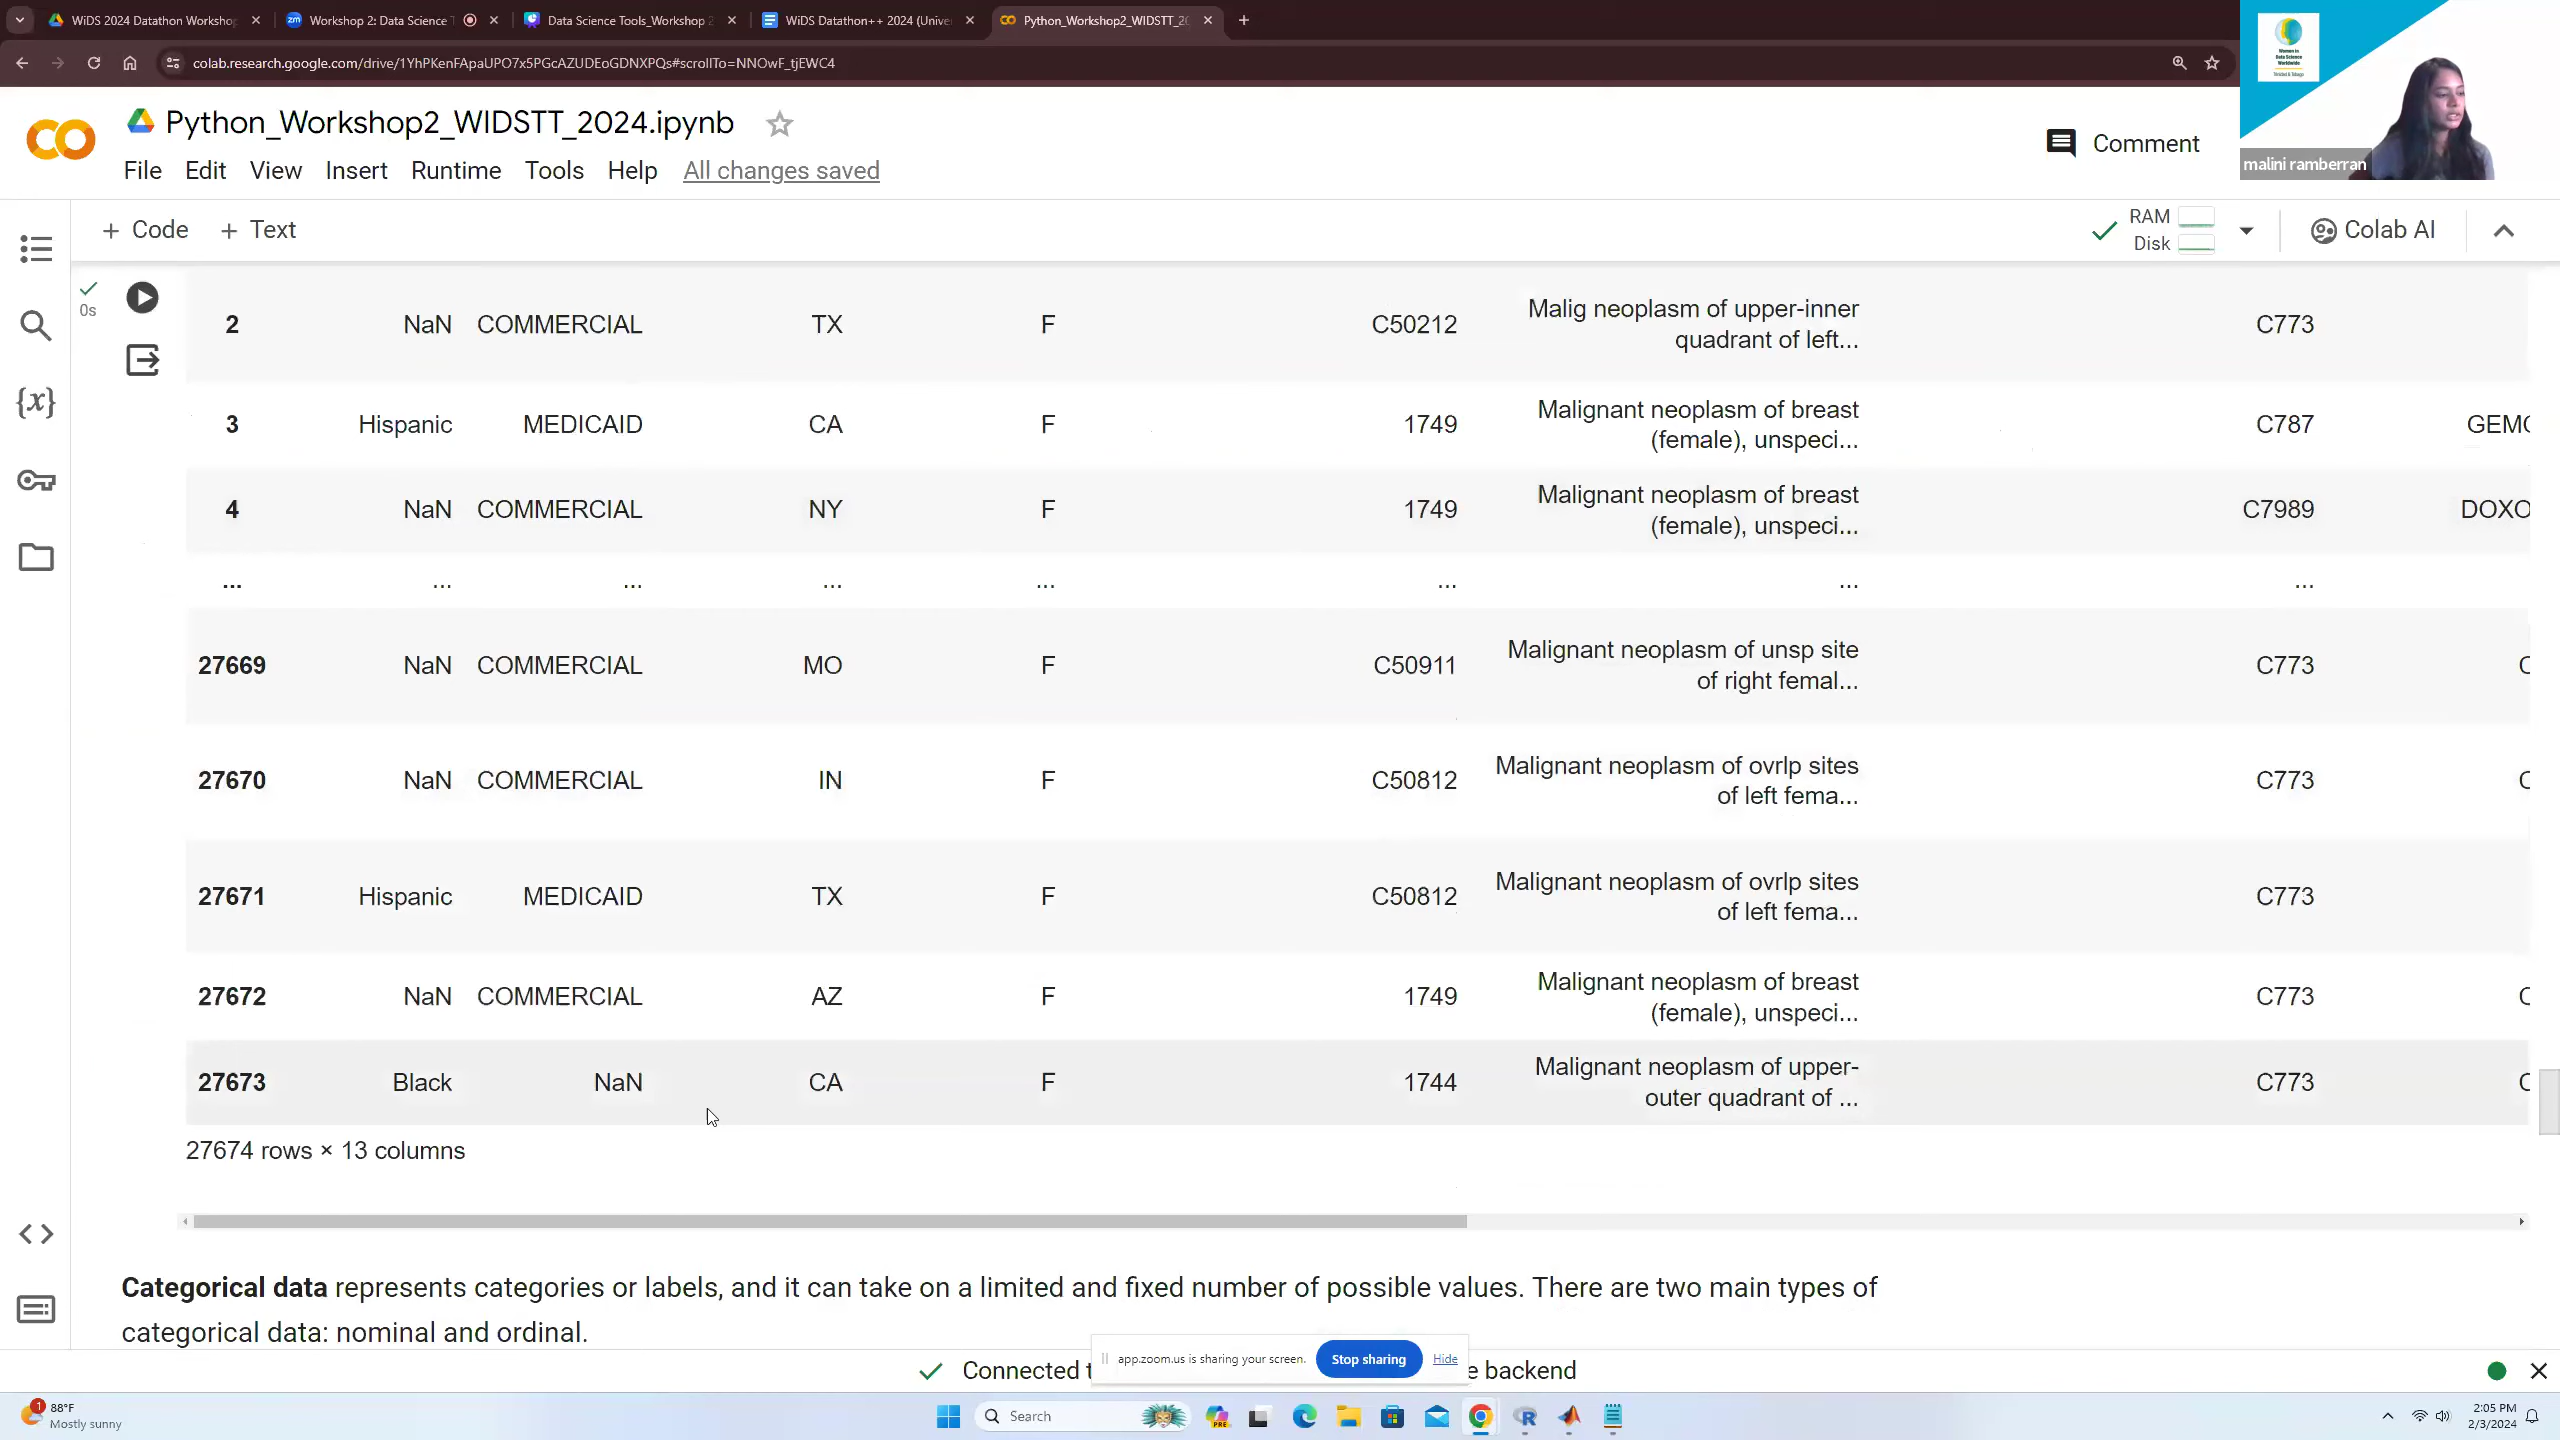 WiDS 2024 Datathon Workshop
Workshop 2: Data Science T
Data Science Tools_Workshop 2
WiDS Datathon++ 2024 (Unive
Python_Workshop2_WIDSTT_20
colab.research.google.com/drive/1YhPKenFApaUPO7x5PGcAZUDEoGDNXPQs#scrollTo=NNOwF_tjEWC4
Women in
Data Science
Worldwide
Trinidad & Tobago
malini ramberran
Python_Workshop2_WIDSTT_2024.ipynb
Comment
File Edit View Insert Runtime Tools Help All changes saved
+ Code + Text
RAM
Disk
Colab AI
0s
2 NaN COMMERCIAL TX F C50212 Malig neoplasm of upper-inner quadrant of left... C773
3 Hispanic MEDICAID CA F 1749 Malignant neoplasm of breast (female), unspeci... C787 GEMC
4 NaN COMMERCIAL NY F 1749 Malignant neoplasm of breast (female), unspeci... C7989 DOXO
... ... ... ... ... ... ... ...
27669 NaN COMMERCIAL MO F C50911 Malignant neoplasm of unsp site of right femal... C773
27670 NaN COMMERCIAL IN F C50812 Malignant neoplasm of ovrlp sites of left fema... C773
27671 Hispanic MEDICAID TX F C50812 Malignant neoplasm of ovrlp sites of left fema... C773
27672 NaN COMMERCIAL AZ F 1749 Malignant neoplasm of breast (female), unspeci... C773
27673 Black NaN CA F 1744 Malignant neoplasm of upper-outer quadrant of ... C773
27674 rows × 13 columns
Categorical data represents categories or labels, and it can take on a limited and fixed number of possible values. There are two main types of
categorical data: nominal and ordinal.
app.zoom.us is sharing your screen. Stop sharing Hide
Connected t
e backend
88°F
Mostly sunny
Search
2:05 PM
2/3/2024